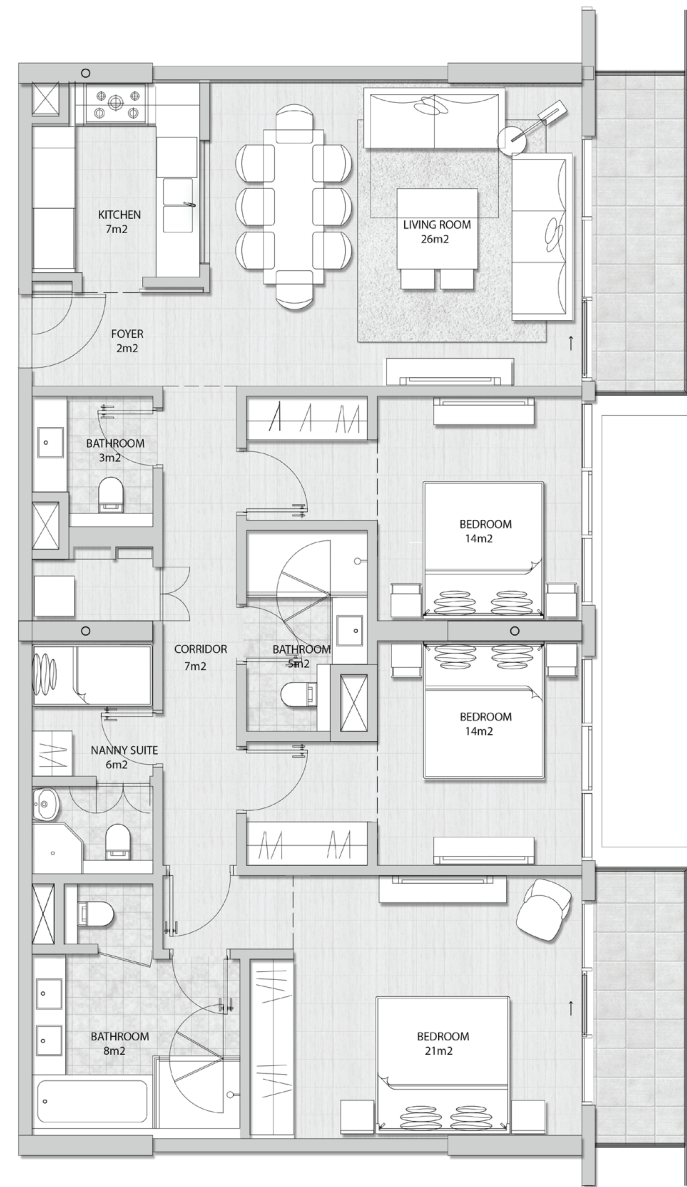 KITCHEN
7m2
LIVING ROOM
26m2
FOYER
2m2
BATHROOM
3m2
BEDROOM
14m2
CORRIDOR
7m2
BATHROOM
5m2
BEDROOM
14m2
NANNY SUITE
6m2
BATHROOM
8m2
BEDROOM
21m2